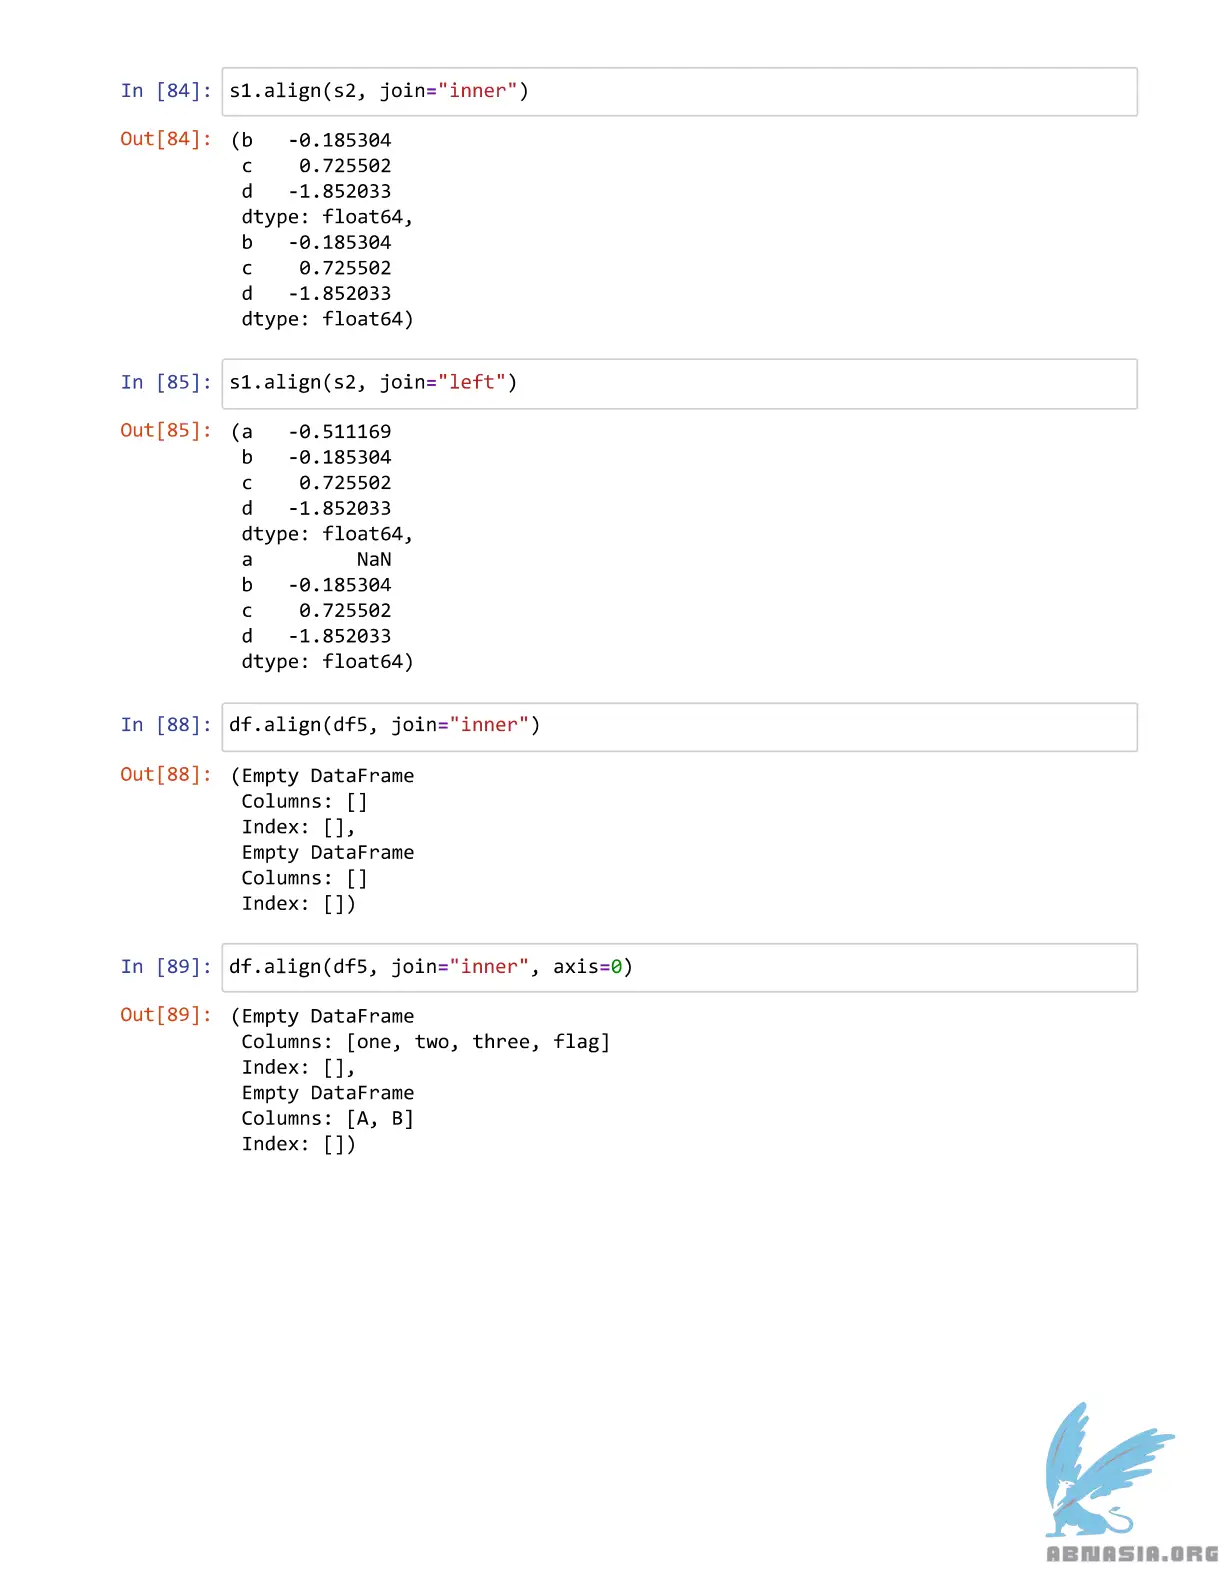 In [84]: s1.align(s2, join="inner")
Out[84]: (b   -0.185304
 c    0.725502
 d   -1.852033
 dtype: float64,
 b   -0.185304
 c    0.725502
 d   -1.852033
 dtype: float64)
In [85]: s1.align(s2, join="left")
Out[85]: (a   -0.511169
 b   -0.185304
 c    0.725502
 d   -1.852033
 dtype: float64,
 a         NaN
 b   -0.185304
 c    0.725502
 d   -1.852033
 dtype: float64)
In [88]: df.align(df5, join="inner")
Out[88]: (Empty DataFrame
 Columns: []
 Index: [],
 Empty DataFrame
 Columns: []
 Index: [])
In [89]: df.align(df5, join="inner", axis=0)
Out[89]: (Empty DataFrame
 Columns: [one, two, three, flag]
 Index: [],
 Empty DataFrame
 Columns: [A, B]
 Index: [])
ABNASIA.ORG